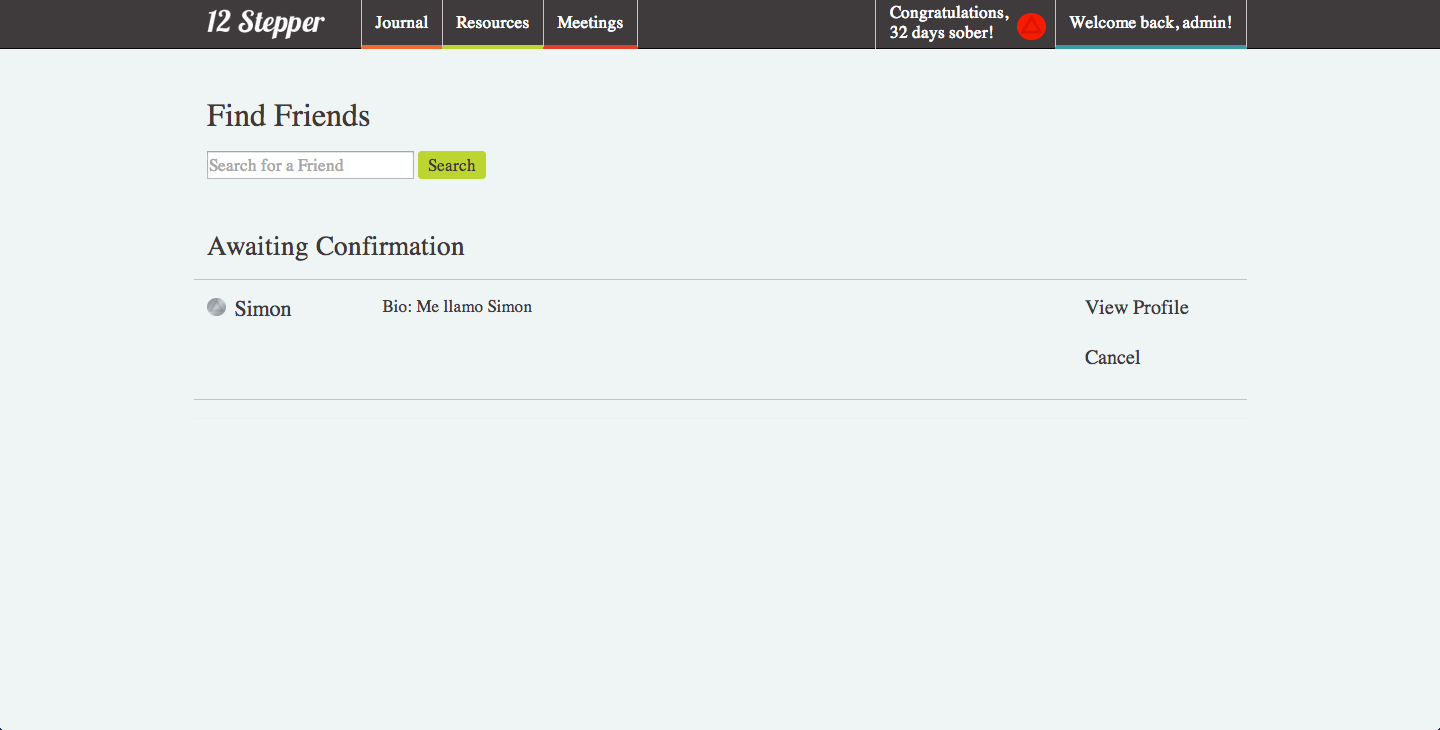 12 Stepper
Journal
Resources
Meetings
Congratulations,
32 days sober!
Welcome back, admin!
Find Friends
Search for a Friend
Search
Awaiting Confirmation
Simon
Bio: Me llamo Simon
View Profile
Cancel